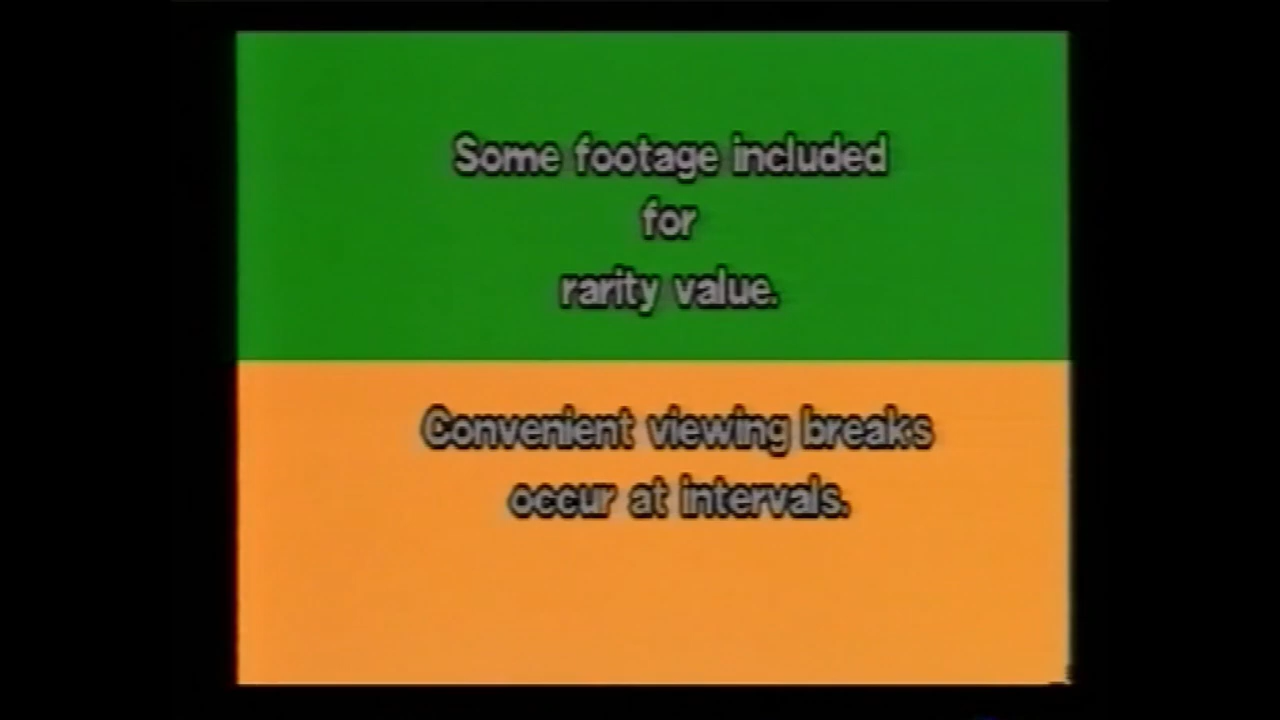 Some footage included
for
rarity value.
Convenient viewing breaks
occur at intervals.